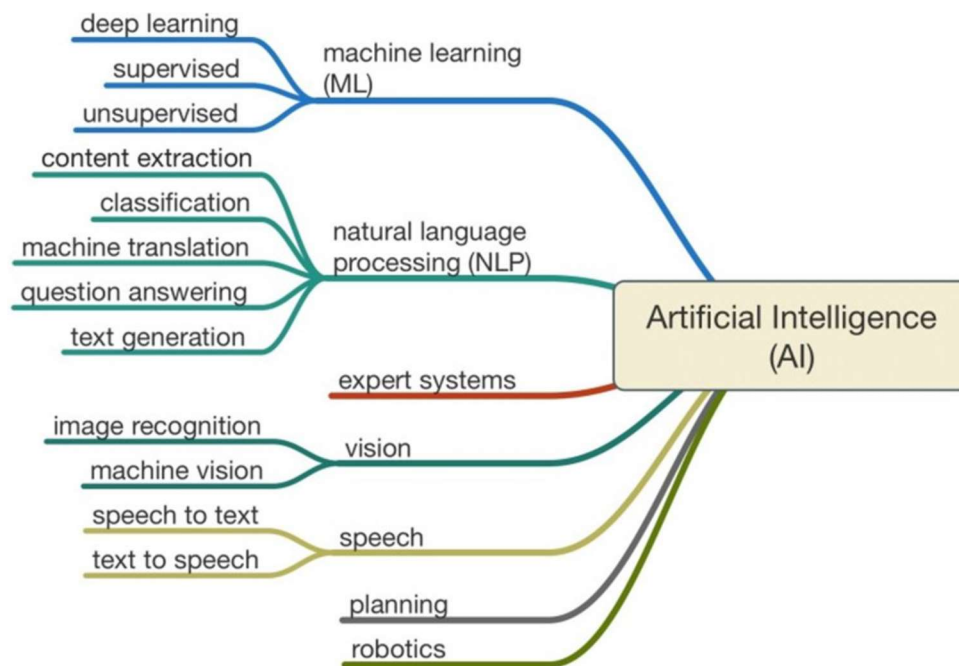 deep learning
supervised
unsupervised
machine learning
(ML)
content extraction
classification
machine translation
question answering
text generation
natural language
processing (NLP)
Artificial Intelligence
(AI)
expert systems
image recognition
machine vision
vision
speech to text
text to speech
speech
planning
robotics